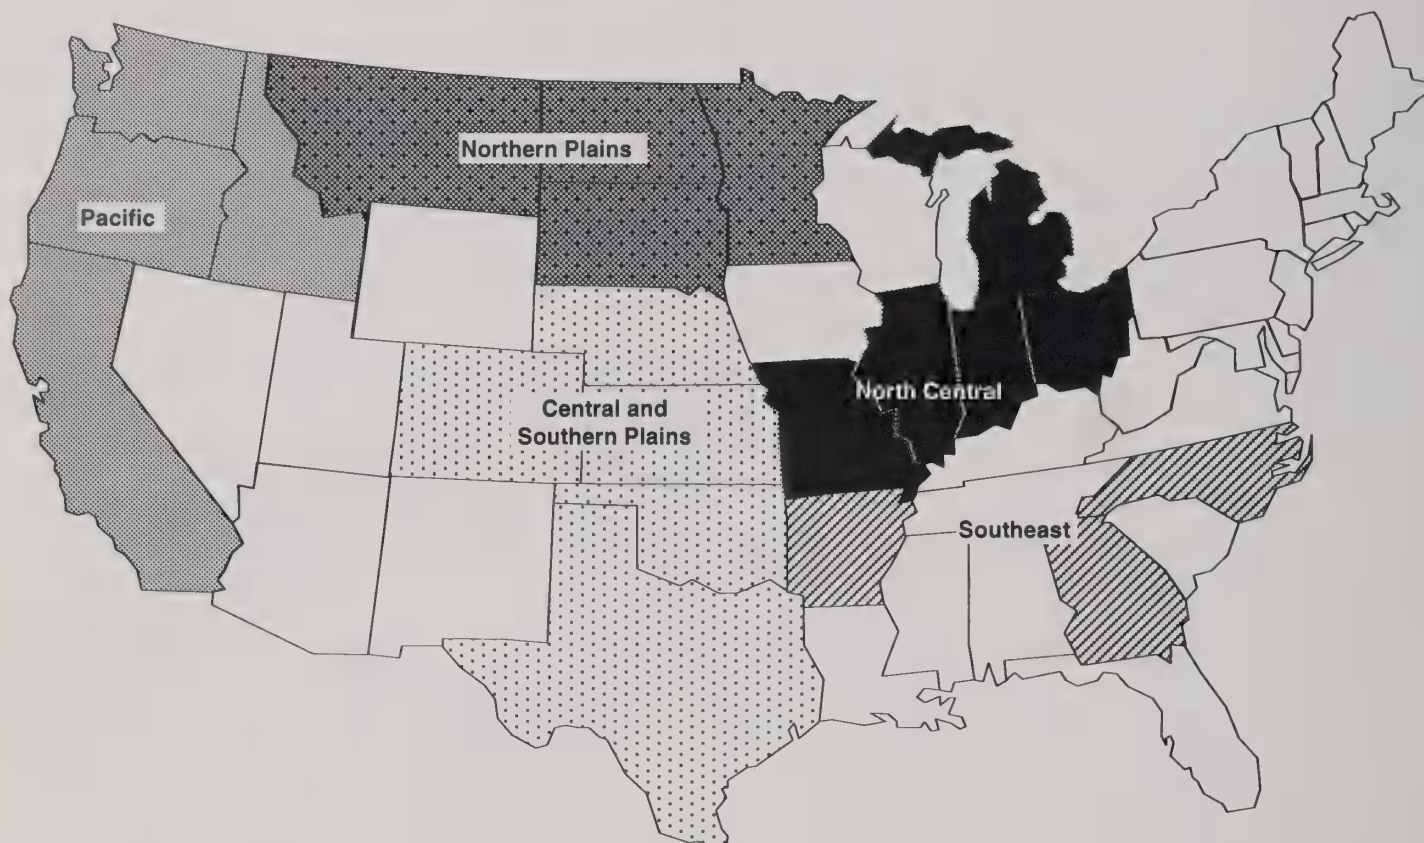 Northern Plains
Pacific
North Central
Central and
Southern Plains
Southeast